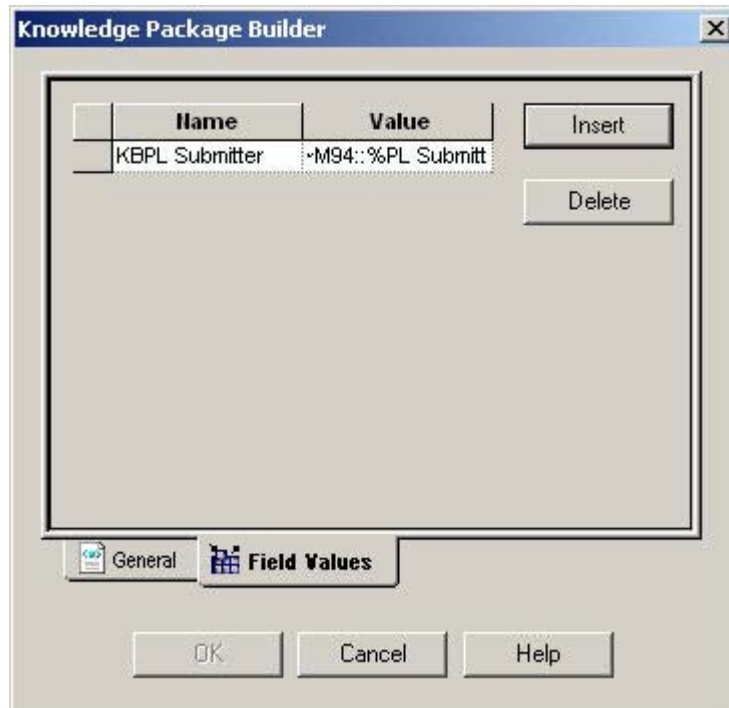 Knowledge Package Builder
Name Value
Insert
KBPL Submitter ~M94::%PL Submitt
Delete
General Field Values
OK Cancel Help